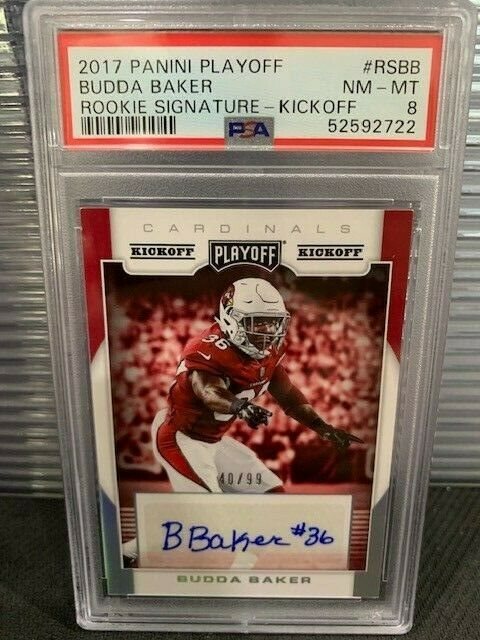 2017 PANINI PLAYOFF #RSBB
BUDDA BAKER NM - MT
ROOKIE SIGNATURE - KICKOFF 8
PSA 52592722
CARDINALS
KICKOFF PLAYOFF KICKOFF
36
40/99
B Baker #36
BUDDA BAKER